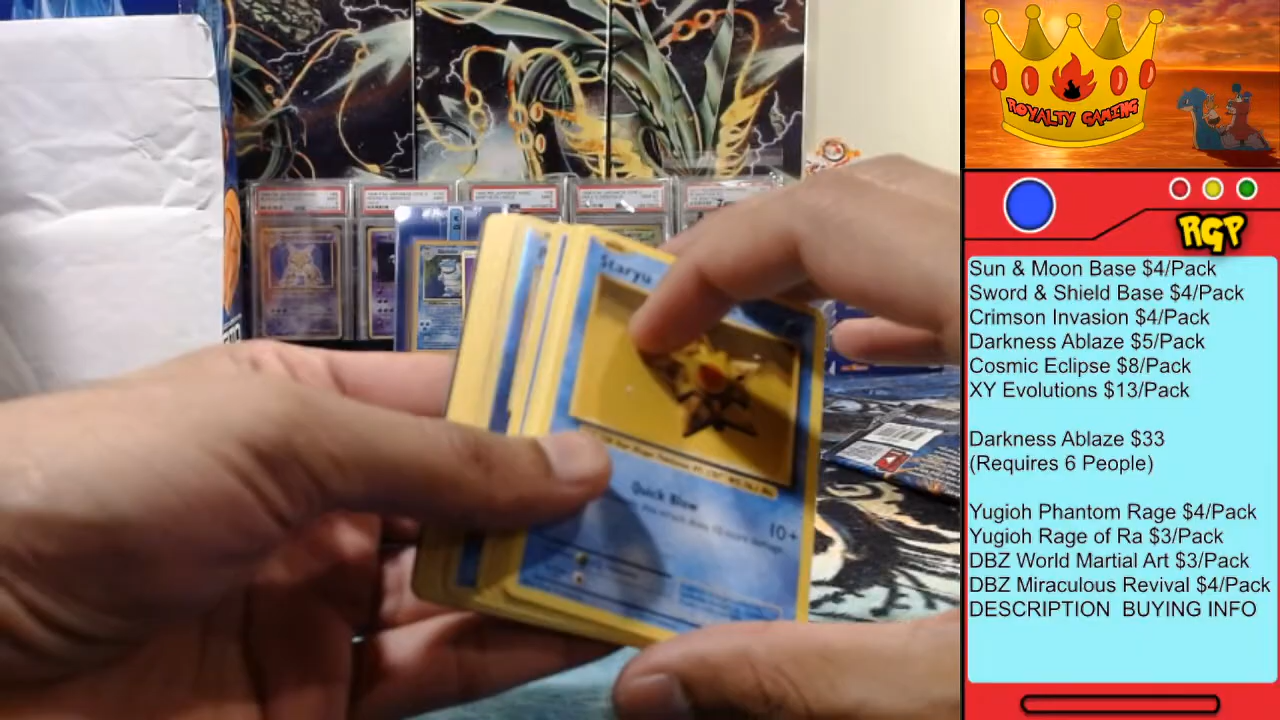 ROYALTY GAMING
RGP
Sun & Moon Base $4/Pack
Sword & Shield Base $4/Pack
Crimson Invasion $4/Pack
Darkness Ablaze $5/Pack
Cosmic Eclipse $8/Pack
XY Evolutions $13/Pack
Darkness Ablaze $33
(Requires 6 People)
Yugioh Phantom Rage $4/Pack
Yugioh Rage of Ra $3/Pack
DBZ World Martial Art $3/Pack
DBZ Miraculous Revival $4/Pack
DESCRIPTION BUYING INFO
Staryu
Quick Blow
10+